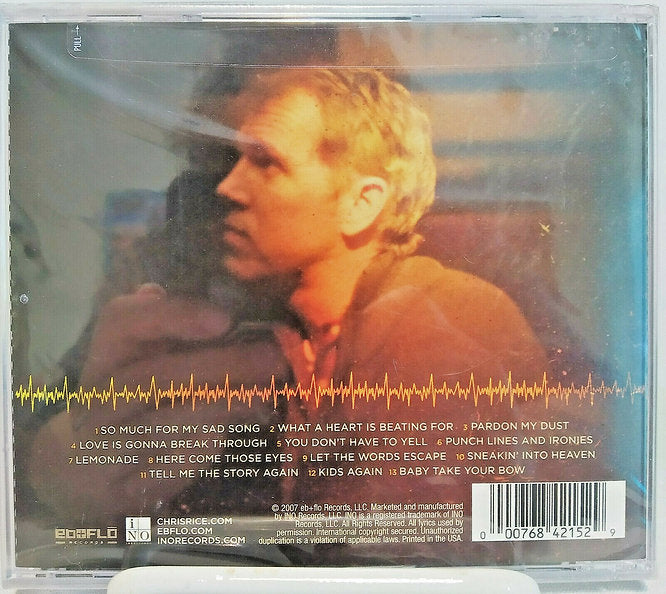 PULL→
1 SO MUCH FOR MY SAD SONG 2 WHAT A HEART IS BEATING FOR 3 PARDON MY DUST
4 LOVE IS GONNA BREAK THROUGH 5 YOU DON'T HAVE TO YELL 6 PUNCH LINES AND IRONIES
7 LEMONADE 8 HERE COME THOSE EYES 9 LET THE WORDS ESCAPE 10 SNEAKIN' INTO HEAVEN
11 TELL ME THE STORY AGAIN 12 KIDS AGAIN 13 BABY TAKE YOUR BOW
eb+flo
RECORDS
iNO
RECORDS
CHRISRICE.COM
EBFLO.COM
INORECORDS.COM
© 2007 eb+flo Records, LLC. Marketed and manufactured
by INO Records, LLC. INO is a registered trademark of INO
Records, LLC. All Rights Reserved. All lyrics used by
permission. International copyright secured. Unauthorized
duplication is a violation of applicable laws. Printed in the USA.
0 00768 42152 9